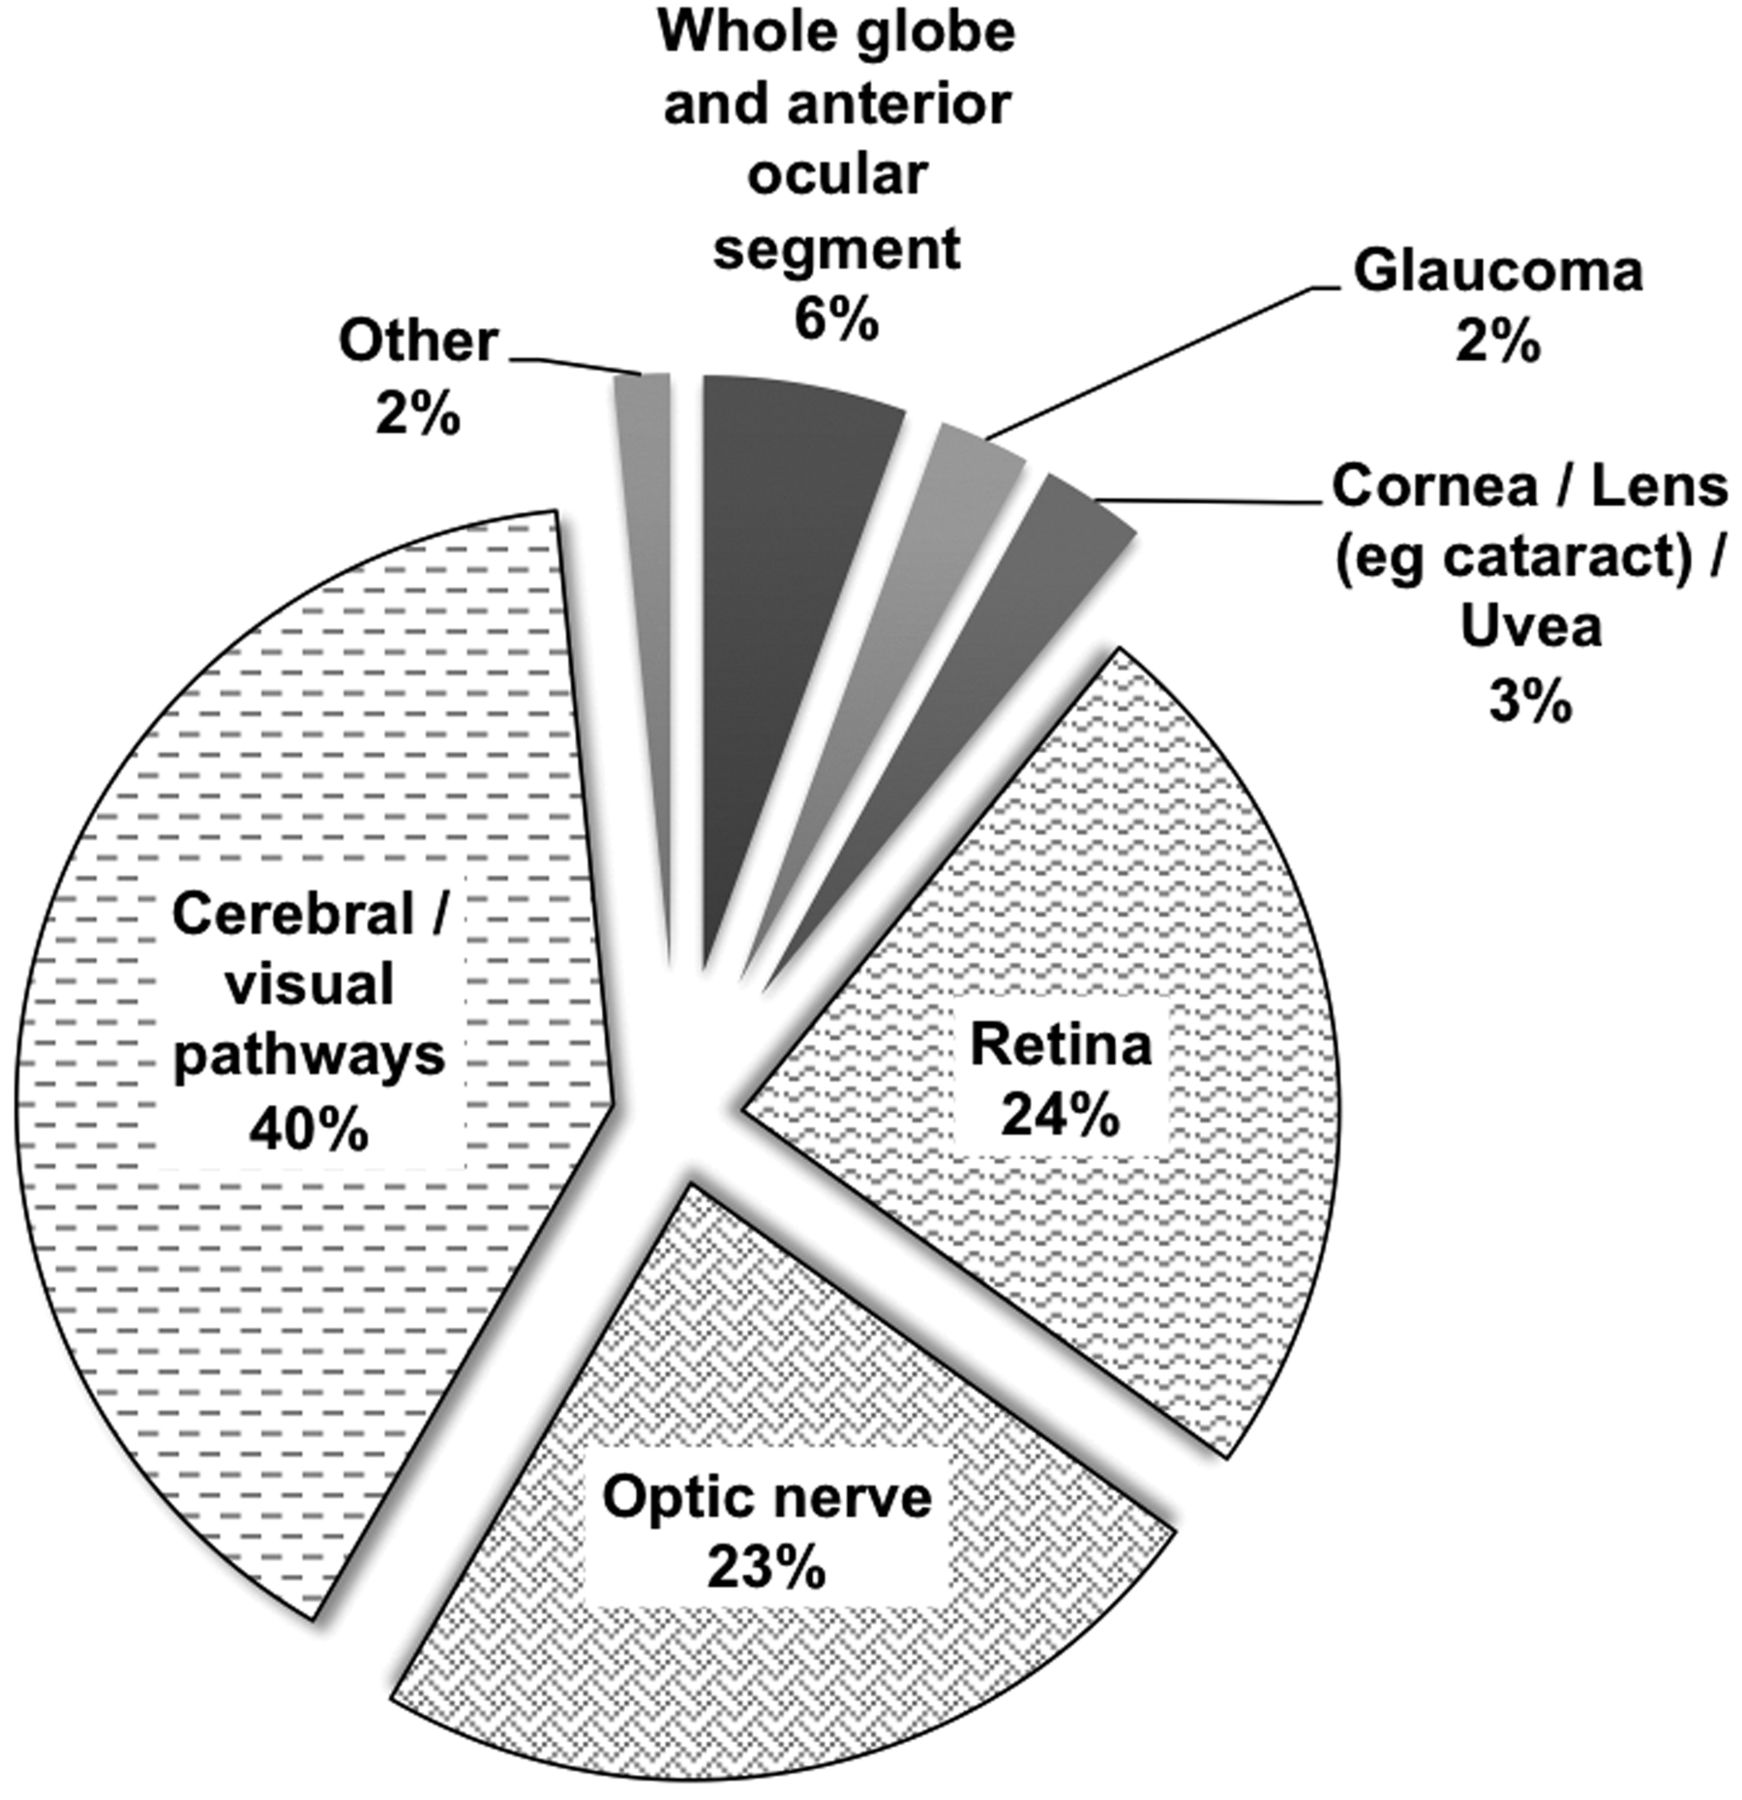 Whole globe
and anterior
ocular
segment
6%
Glaucoma
2%
Other
2%
Cornea / Lens
(eg cataract) /
Uvea
3%
Cerebral /
visual
pathways
40%
Retina
24%
Optic nerve
23%